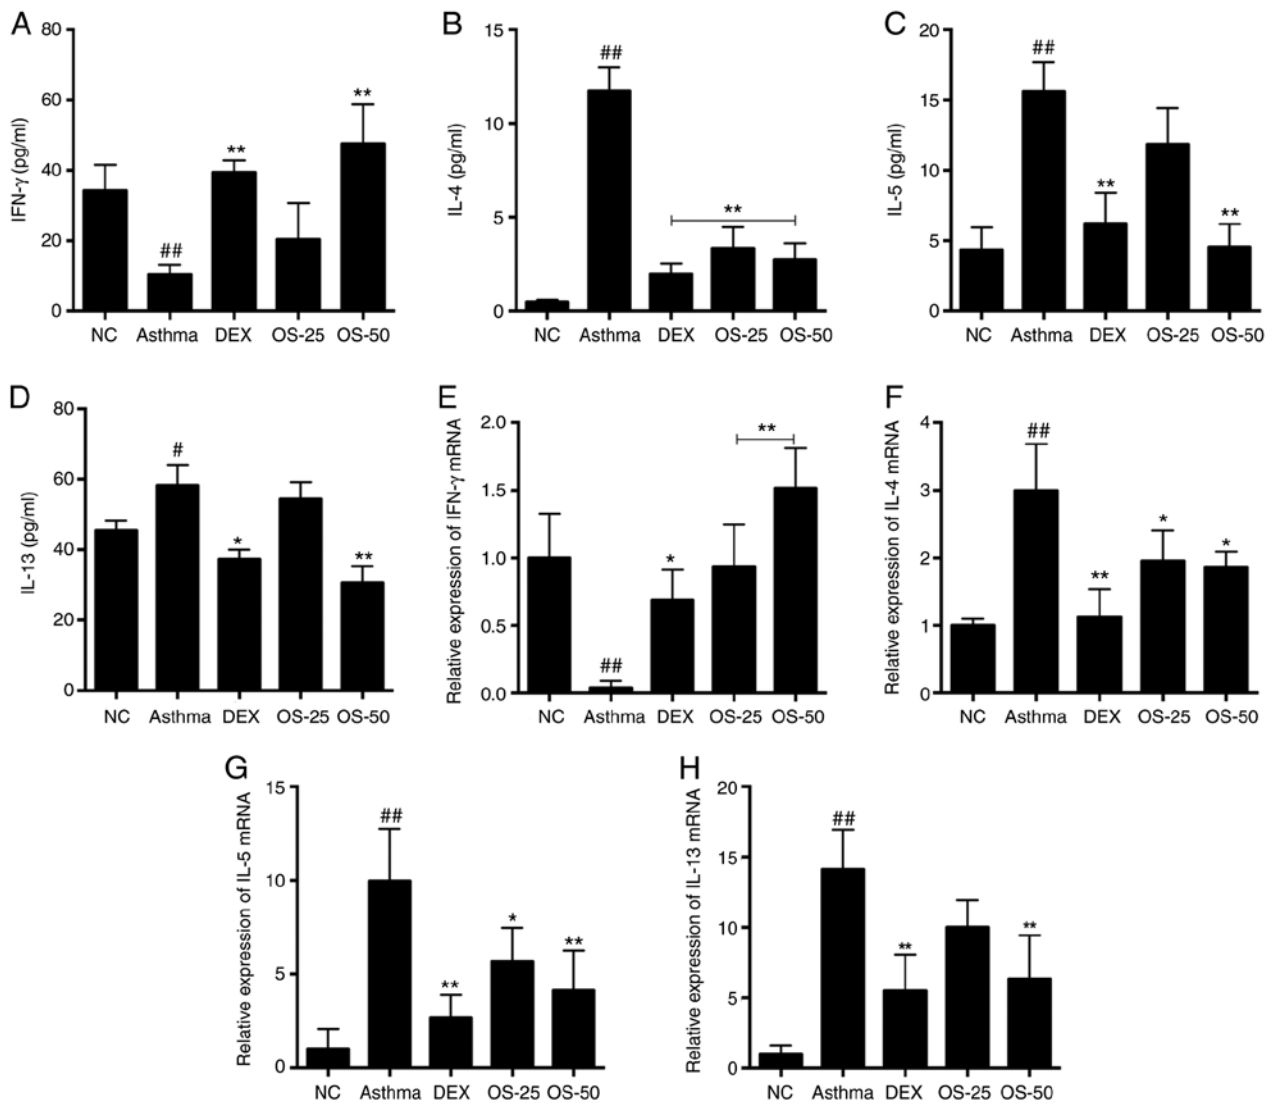 A
IFN-γ (pg/ml)
80
60
40
20
0
##
**
**
NC Asthma DEX OS-25 OS-50
B
IL-4 (pg/ml)
15
10
5
0
##
**
NC Asthma DEX OS-25 OS-50
C
IL-5 (pg/ml)
20
15
10
5
0
##
**
**
NC Asthma DEX OS-25 OS-50
D
IL-13 (pg/ml)
80
60
40
20
0
#
*
**
NC Asthma DEX OS-25 OS-50
E
Relative expression of IFN-γ mRNA
2.0
1.5
1.0
0.5
0.0
##
*
**
NC Asthma DEX OS-25 OS-50
F
Relative expression of IL-4 mRNA
4
3
2
1
0
##
**
*
*
NC Asthma DEX OS-25 OS-50
G
Relative expression of IL-5 mRNA
15
10
5
0
##
**
*
**
NC Asthma DEX OS-25 OS-50
H
Relative expression of IL-13 mRNA
20
15
10
5
0
##
**
**
NC Asthma DEX OS-25 OS-50